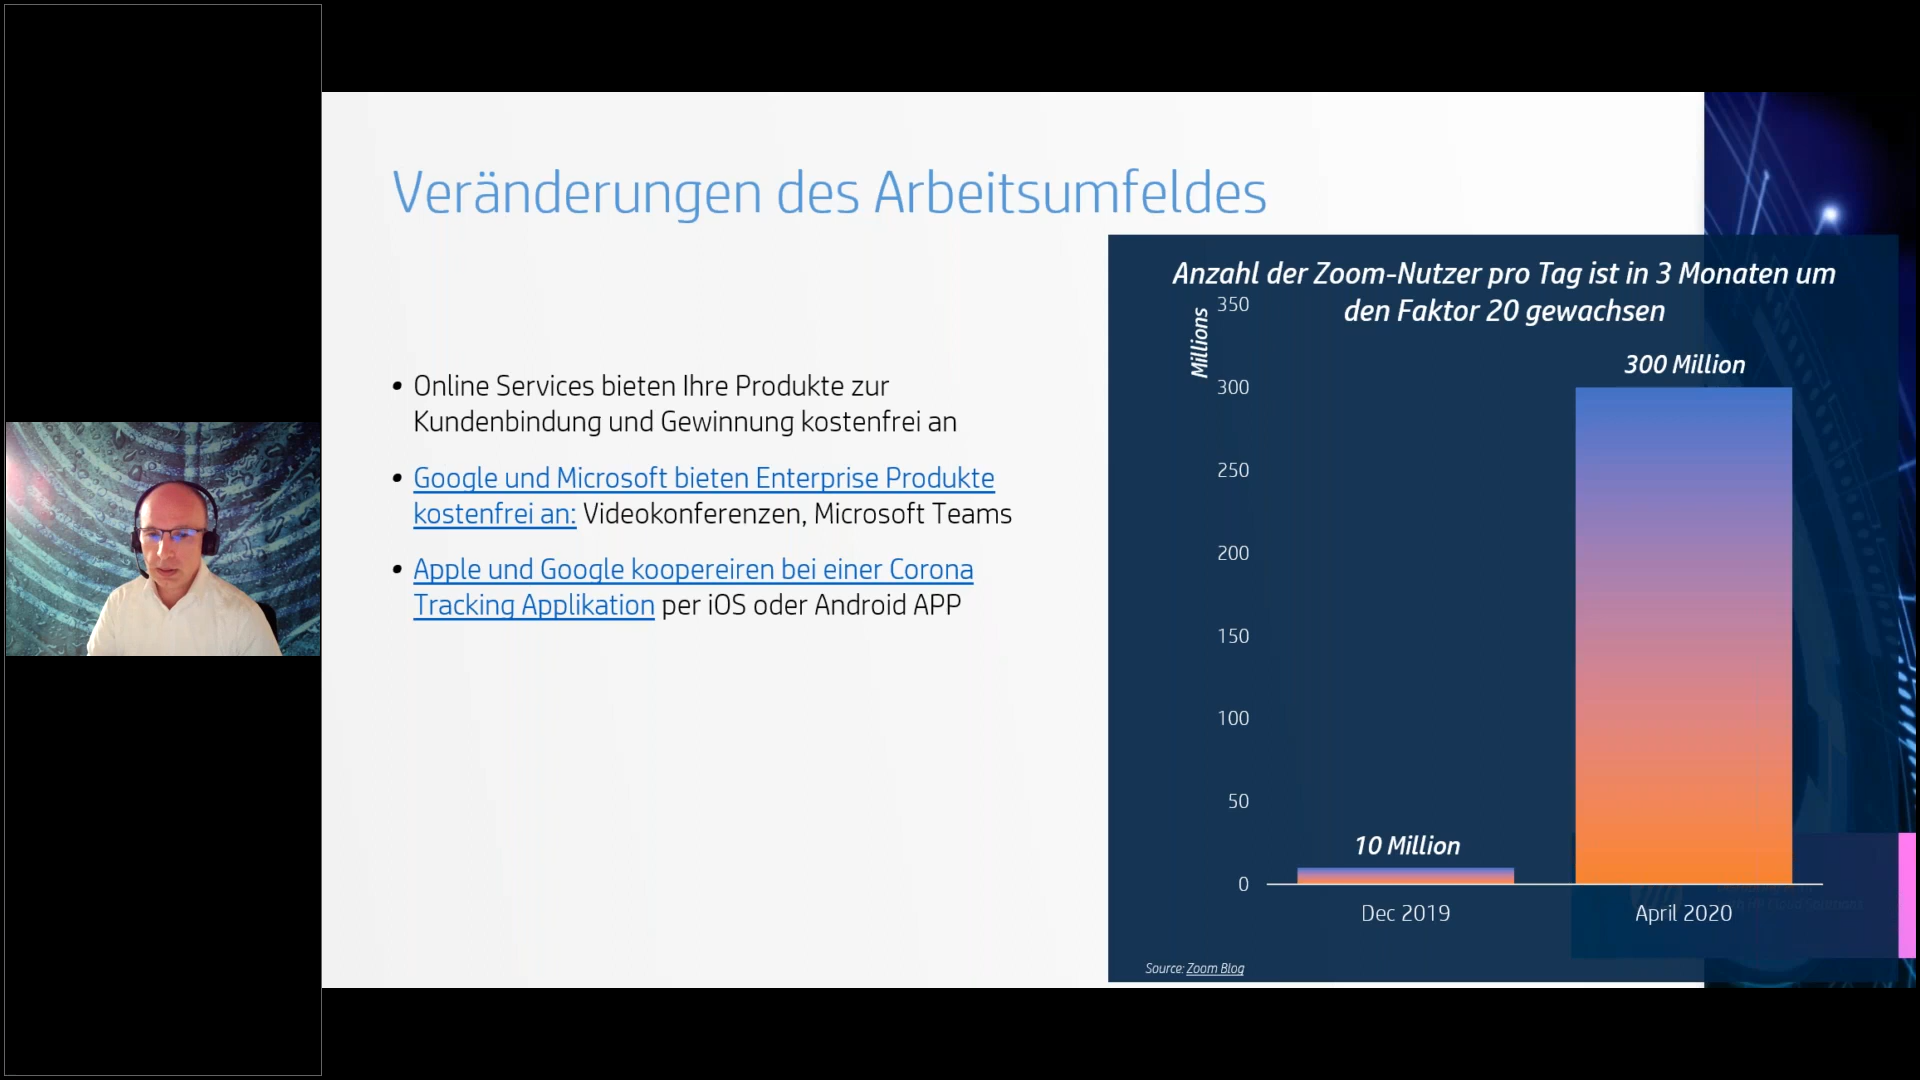 Veränderungen des Arbeitsumfeldes
• Online Services bieten Ihre Produkte zur
Kundenbindung und Gewinnung kostenfrei an
• Google und Microsoft bieten Enterprise Produkte
kostenfrei an: Videokonferenzen, Microsoft Teams
• Apple und Google koopereiren bei einer Corona
Tracking Applikation per iOS oder Android APP
Anzahl der Zoom-Nutzer pro Tag ist in 3 Monaten um
den Faktor 20 gewachsen
Millions
350
300
250
200
150
100
50
0
10 Million
300 Million
Dec 2019
April 2020
Source: Zoom Blog